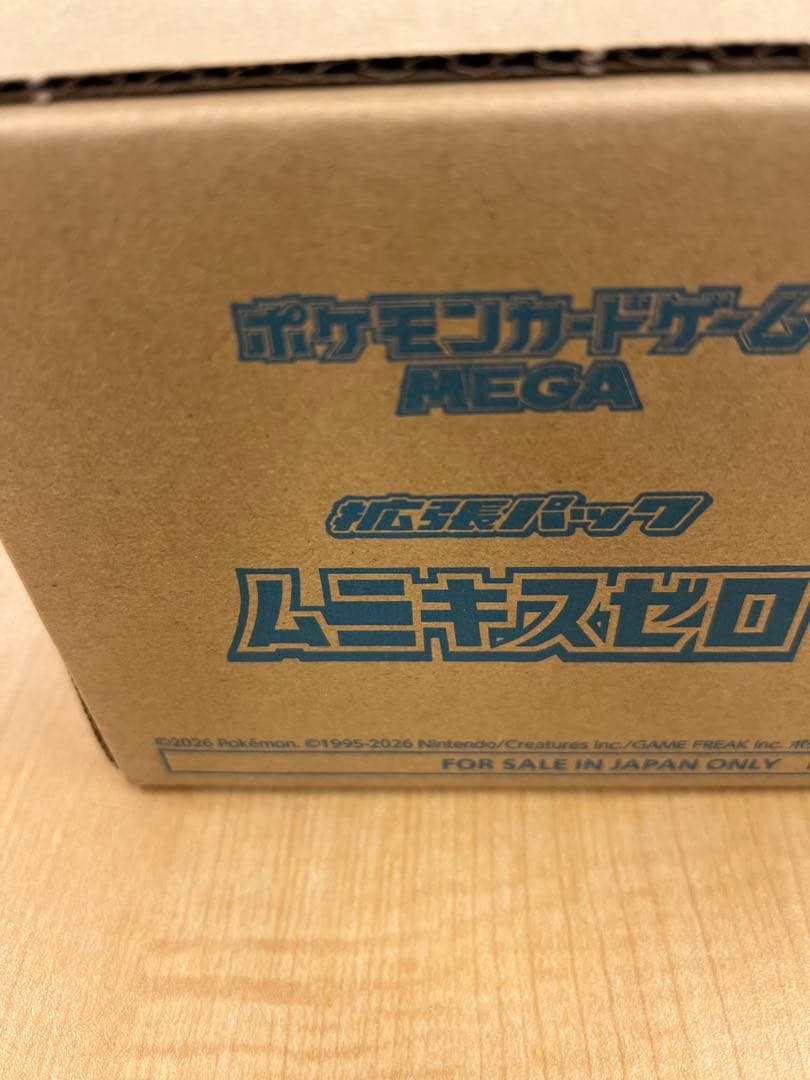 ポケモンカードゲーム
MEGA
拡張パック
ムニキスゼロ
©2026 Pokémon. ©1995-2026 Nintendo/Creatures Inc./GAME FREAK inc. ポ
FOR SALE IN JAPAN ONLY